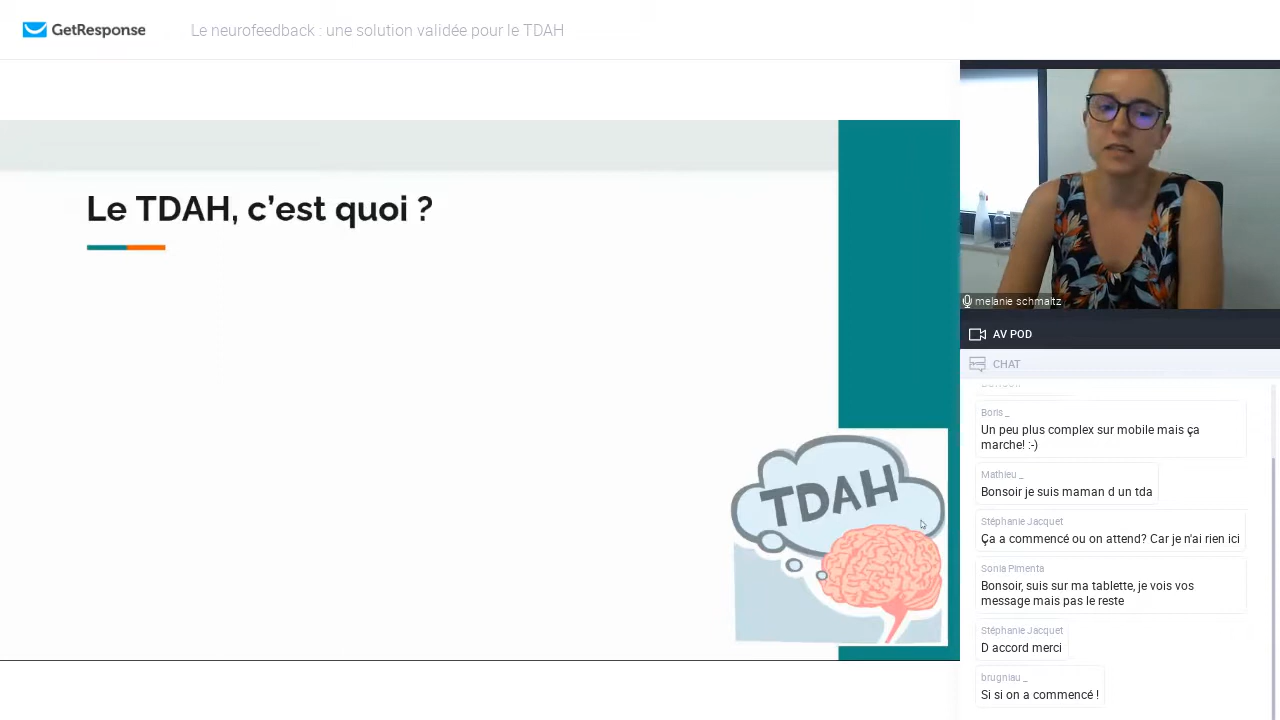 GetResponse
Le neurofeedback : une solution validée pour le TDAH
Le TDAH, c’est quoi ?
TDAH
melanie schmaltz
AV POD
CHAT
Boris _
Un peu plus complex sur mobile mais ça
marche! :-)
Mathieu _
Bonsoir je suis maman d un tda
Stéphanie Jacquet
Ça a commencé ou on attend? Car je n'ai rien ici
Sonia Pimenta
Bonsoir, suis sur ma tablette, je vois vos
message mais pas le reste
Stéphanie Jacquet
D accord merci
brugniau _
Si si on a commencé !